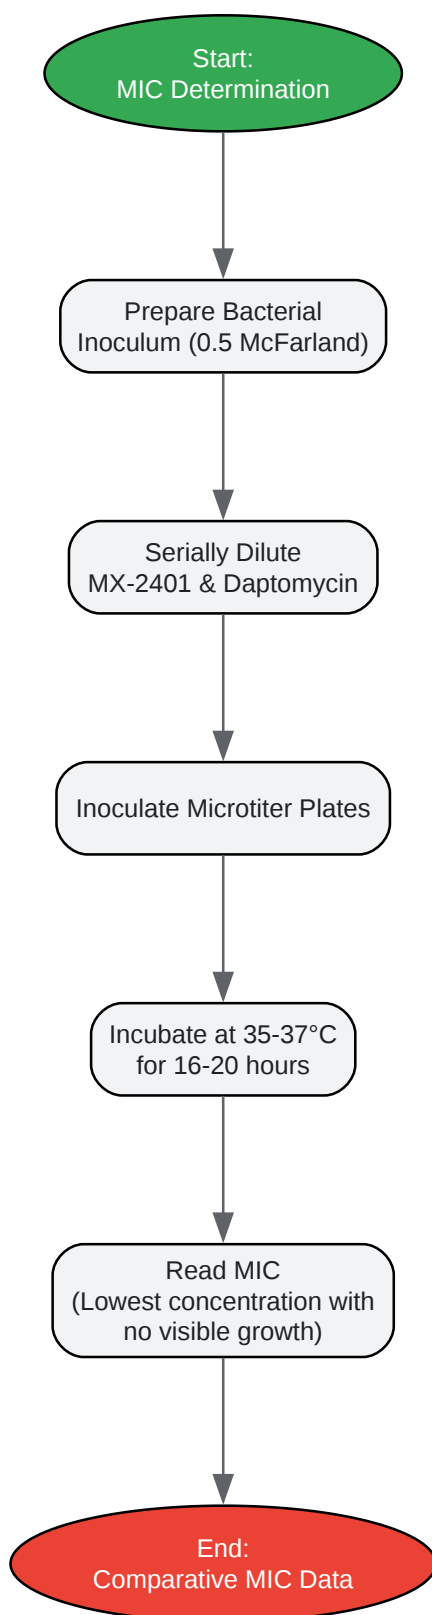 Start:
MIC Determination
Prepare Bacterial
Inoculum (0.5 McFarland)
Serially Dilute
MX-2401 & Daptomycin
Inoculate Microtiter Plates
Incubate at 35-37°C
for 16-20 hours
Read MIC
(Lowest concentration with
no visible growth)
End:
Comparative MIC Data